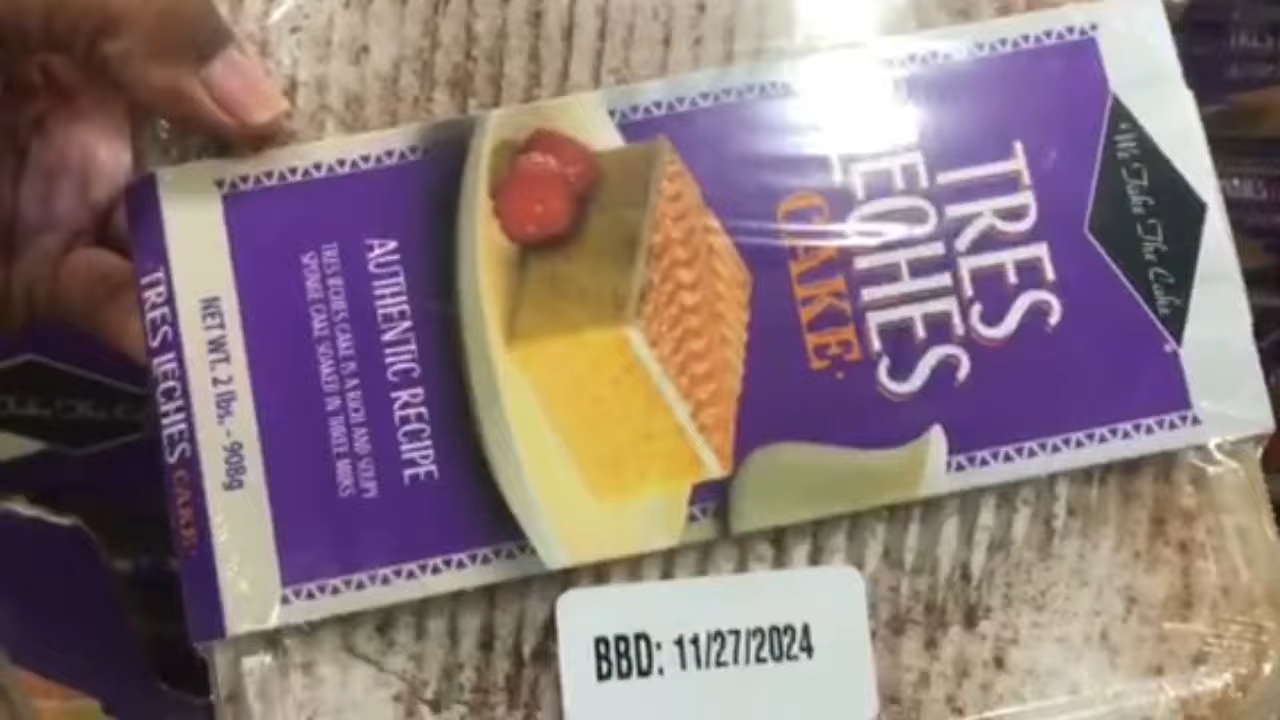 "We Take The Cake
TRES
LECHES
CAKE.
AUTHENTIC RECIPE
TRES LECHES CAKE IS A RICH AND
SPONGE CAKE SOAKED IN THREE MILKS
NET WT. 2 lbs. - 908g
TRES LECHES CAKE.
BBD: 11/27/2024